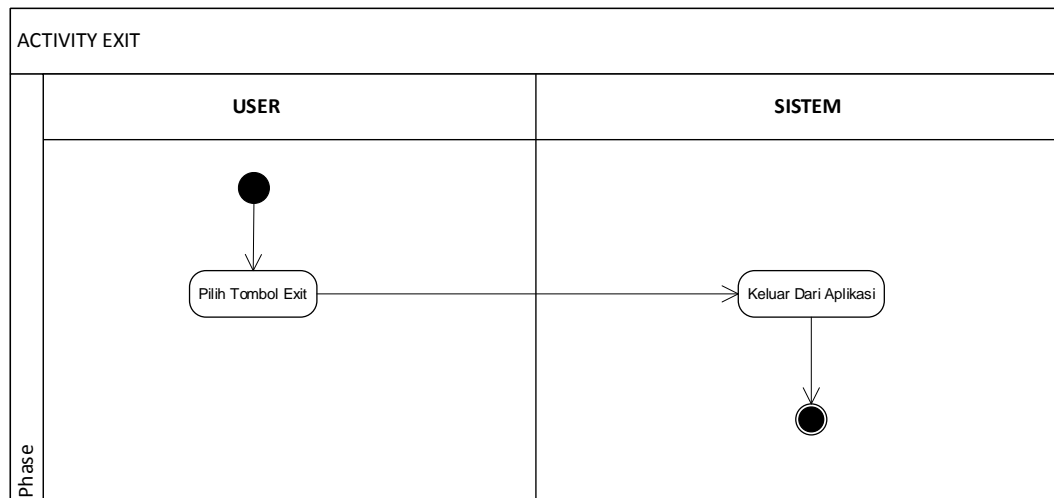 ACTIVITY EXIT
USER
SISTEM
Pilih Tombol Exit
Keluar Dari Aplikasi
Phase